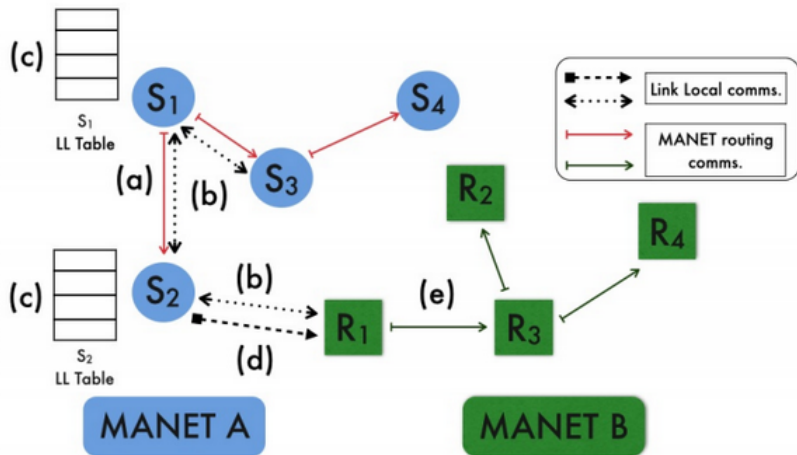 (c)
S₁
LL Table
S₁
S₄
Link Local comms.
MANET routing
comms.
(a)
(b)
S₃
R₂
R₄
(c)
S₂
LL Table
S₂
(b)
(d)
R₁
(e)
R₃
MANET A
MANET B